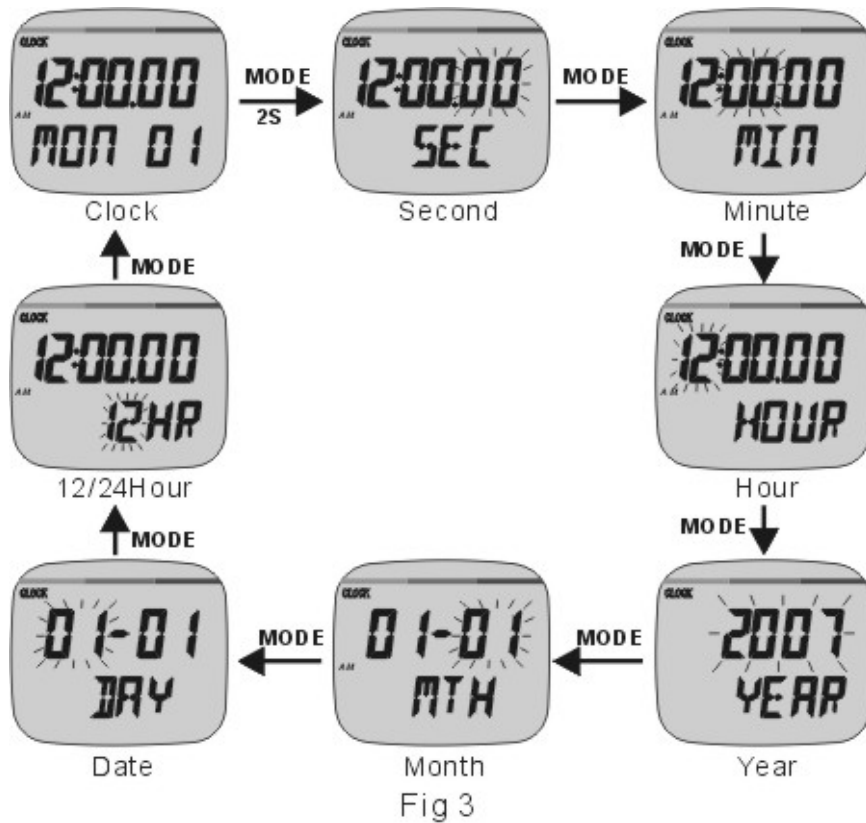 CLOCK
12:00.00
AM
MON 01
Clock
MODE
2S
CLOCK
12:00.00
AM
SEC
Second
MODE
CLOCK
12:00.00
AM
MIN
Minute
MODE
CLOCK
12:00.00
AM
HOUR
Hour
MODE
CLOCK
2007
YEAR
Year
MODE
CLOCK
01-01
AM
MTH
Month
MODE
CLOCK
01-01
DAY
Date
MODE
CLOCK
12:00.00
AM
12HR
12/24Hour
MODE
Fig 3